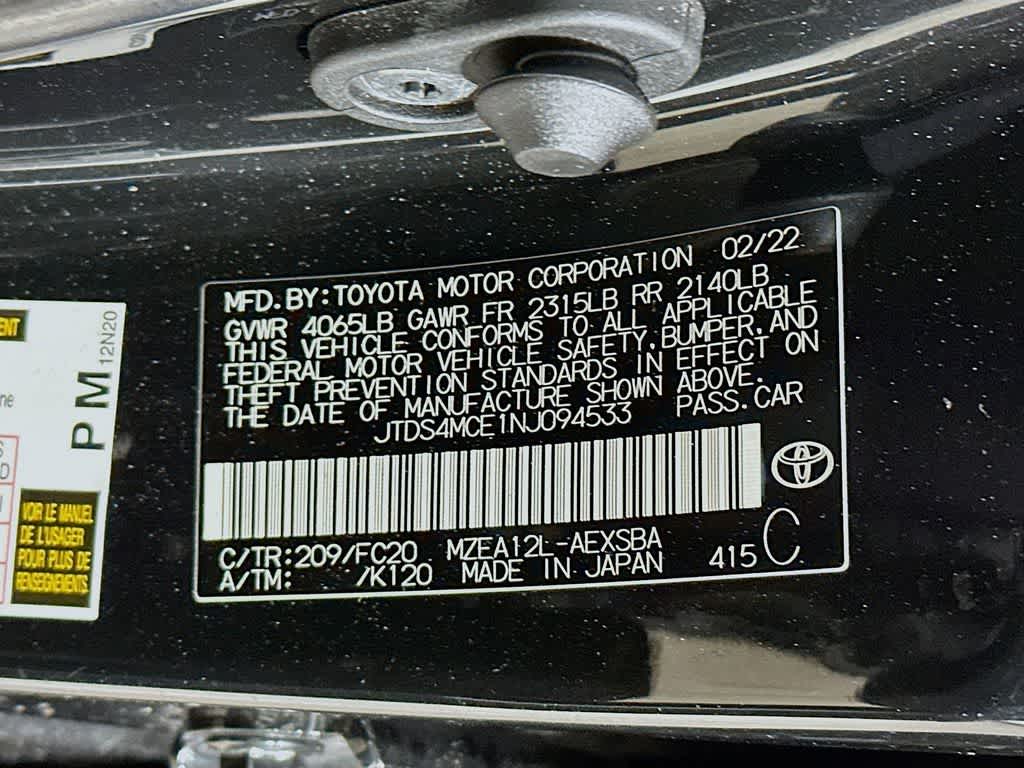 MFD. BY: TOYOTA MOTOR CORPORATION 02/22
GVWR 4065LB GAWR FR 2315LB RR 2140LB
THIS VEHICLE CONFORMS TO ALL APPLICABLE
FEDERAL MOTOR VEHICLE SAFETY, BUMPER, AND
THEFT PREVENTION STANDARDS IN EFFECT ON
THE DATE OF MANUFACTURE SHOWN ABOVE.
JTDS4MCE1NJ094533 PASS. CAR
C/TR: 209/FC20 MZEA12L-AEXSBA
A/TM: /K120 MADE IN JAPAN
415 C
PM 12N20
VOIR LE MANUEL
DE L'USAGER
POUR PLUS DE
RENSEIGNEMENTS